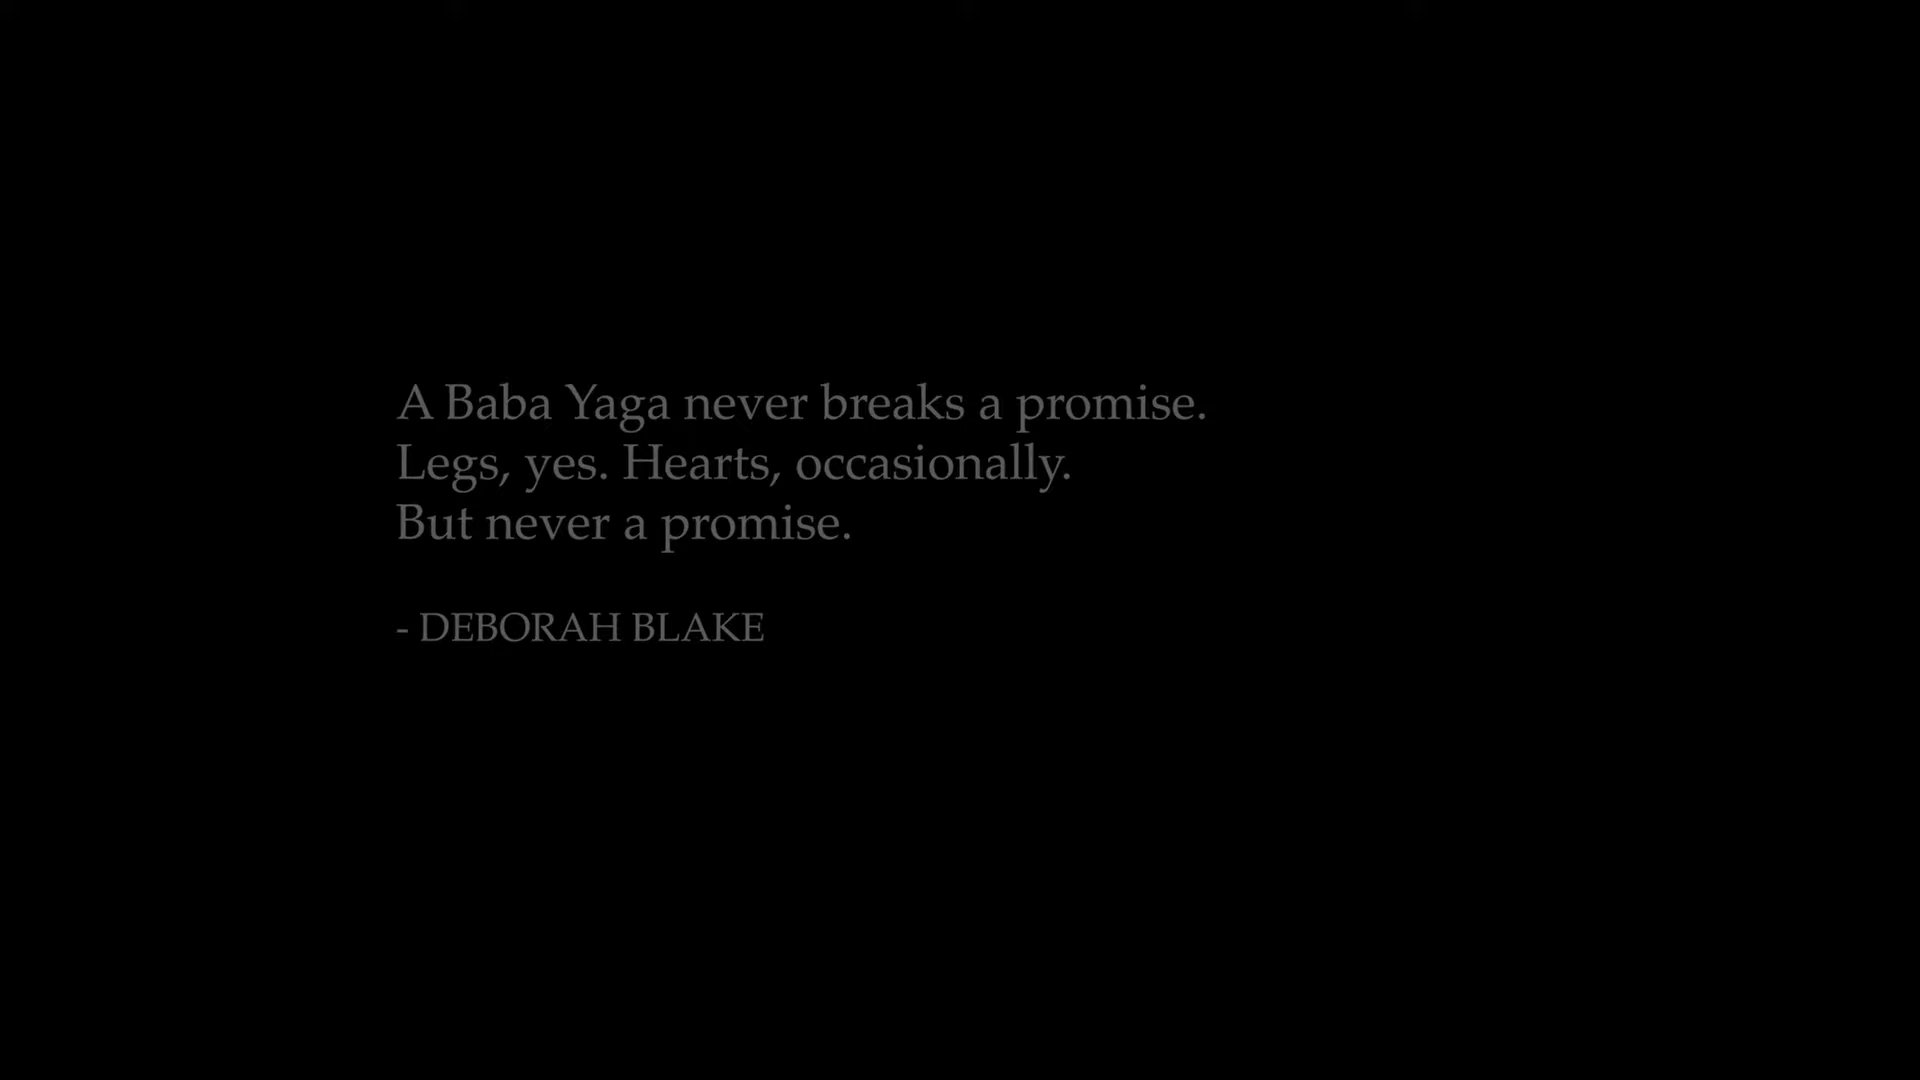 A Baba Yaga never breaks a promise.
Legs, yes. Hearts, occasionally.
But never a promise.
- DEBORAH BLAKE